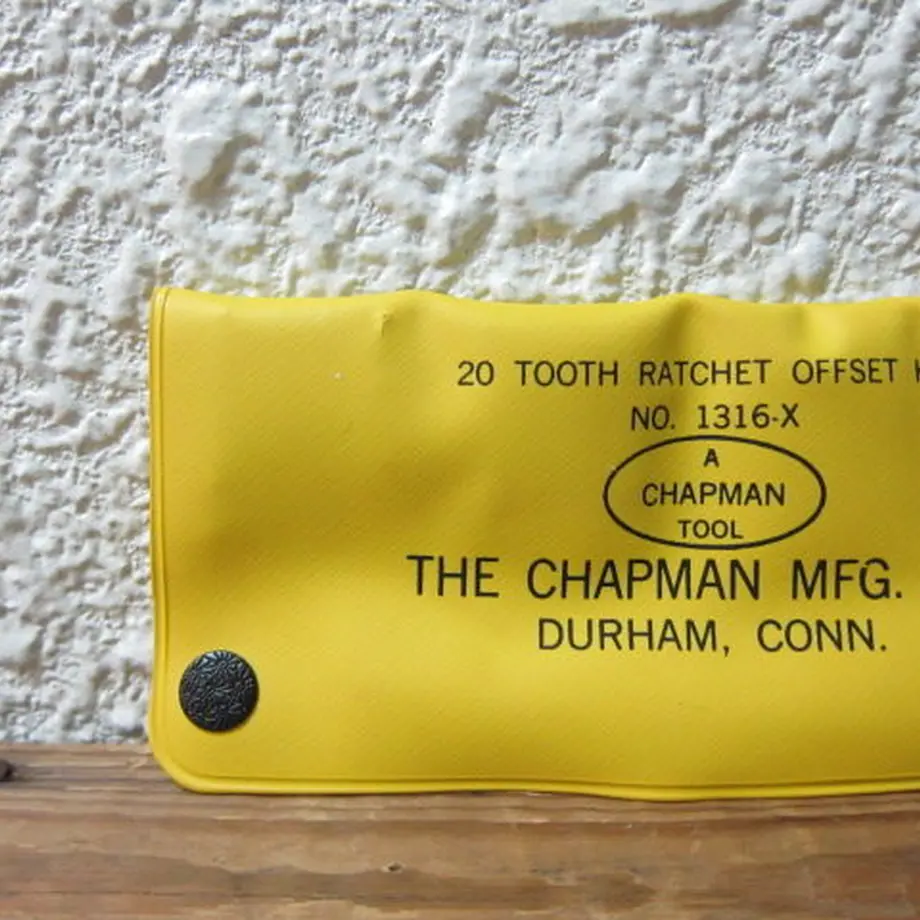 20 TOOTH RATCHET OFFSET
NO. 1316-X
A
CHAPMAN
TOOL
THE CHAPMAN MFG.
DURHAM, CONN.